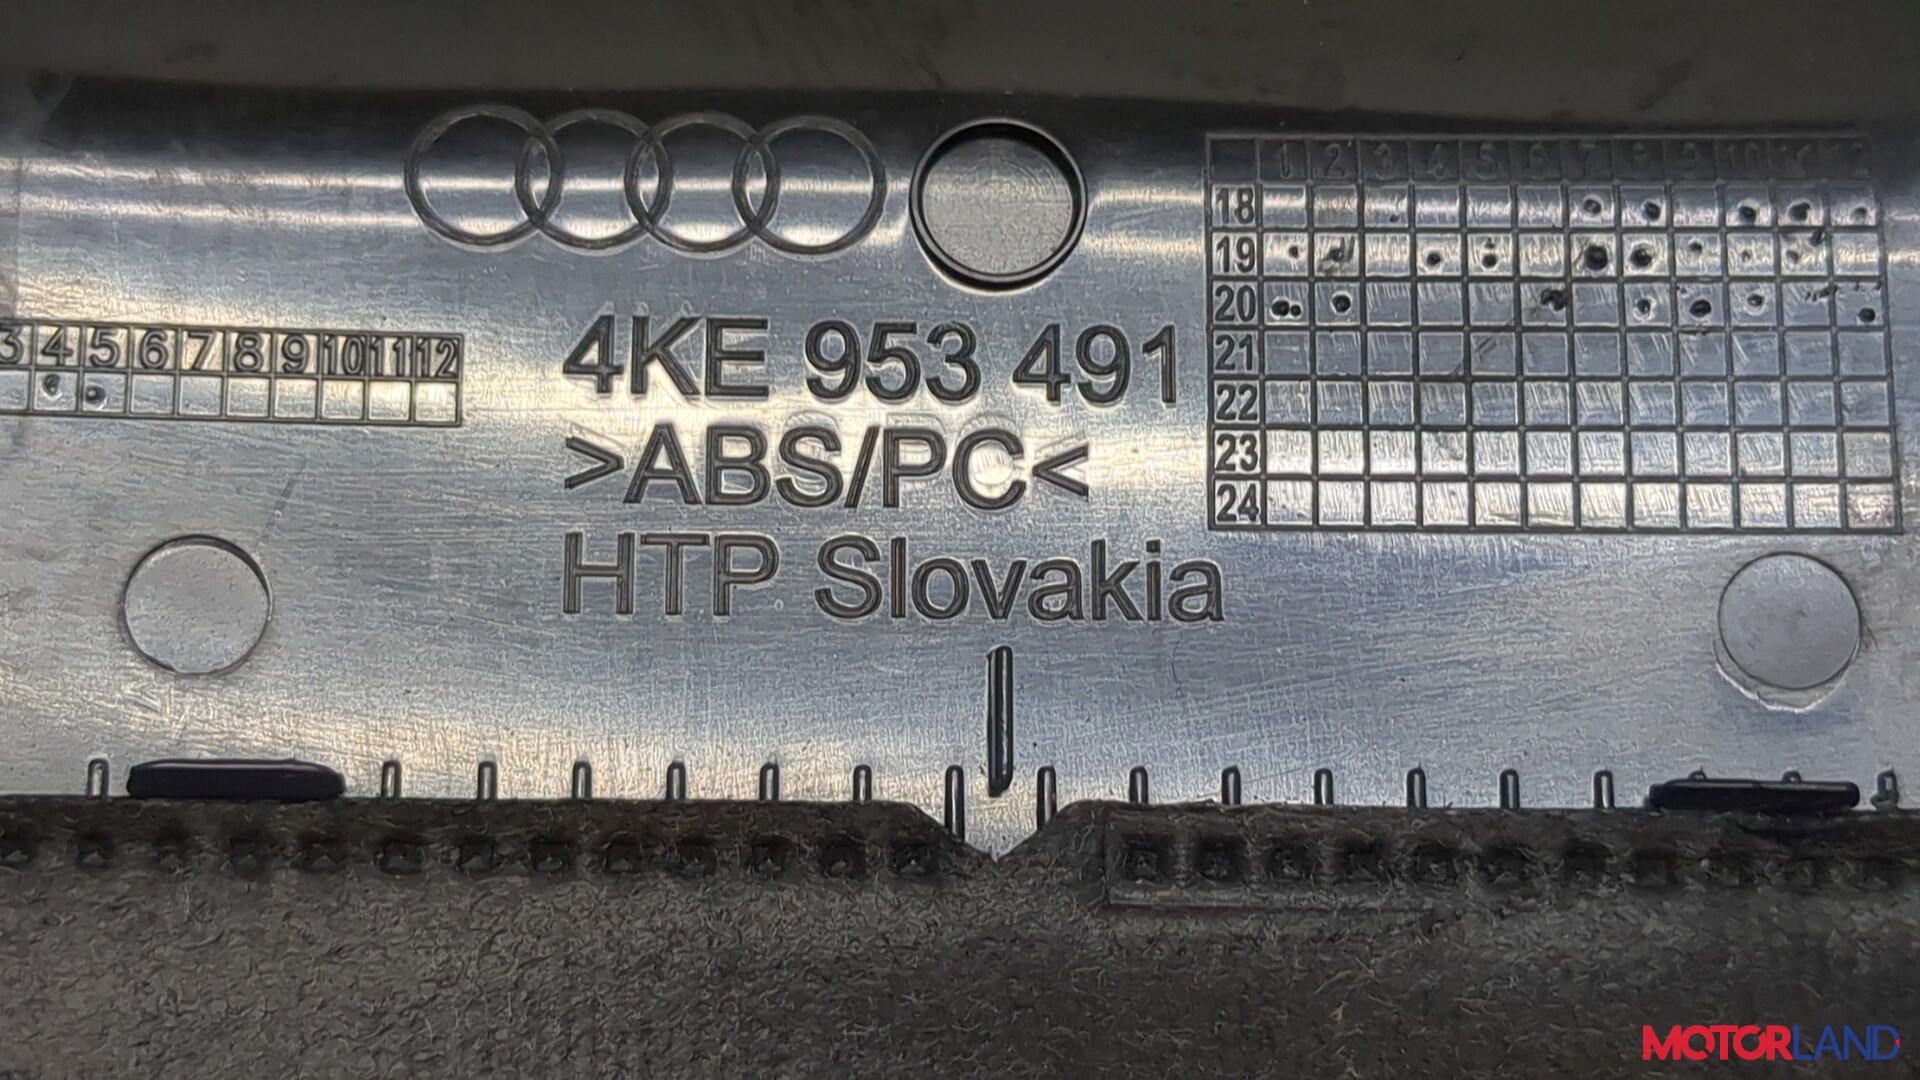 1 2 3 4 5 6 7 8 9 10 11
18
19
20
21
22
23
24
3 4 5 6 7 8 9 10 11 12
4KE 953 491
>ABS/PC<
HTP Slovakia
MOTORLAND